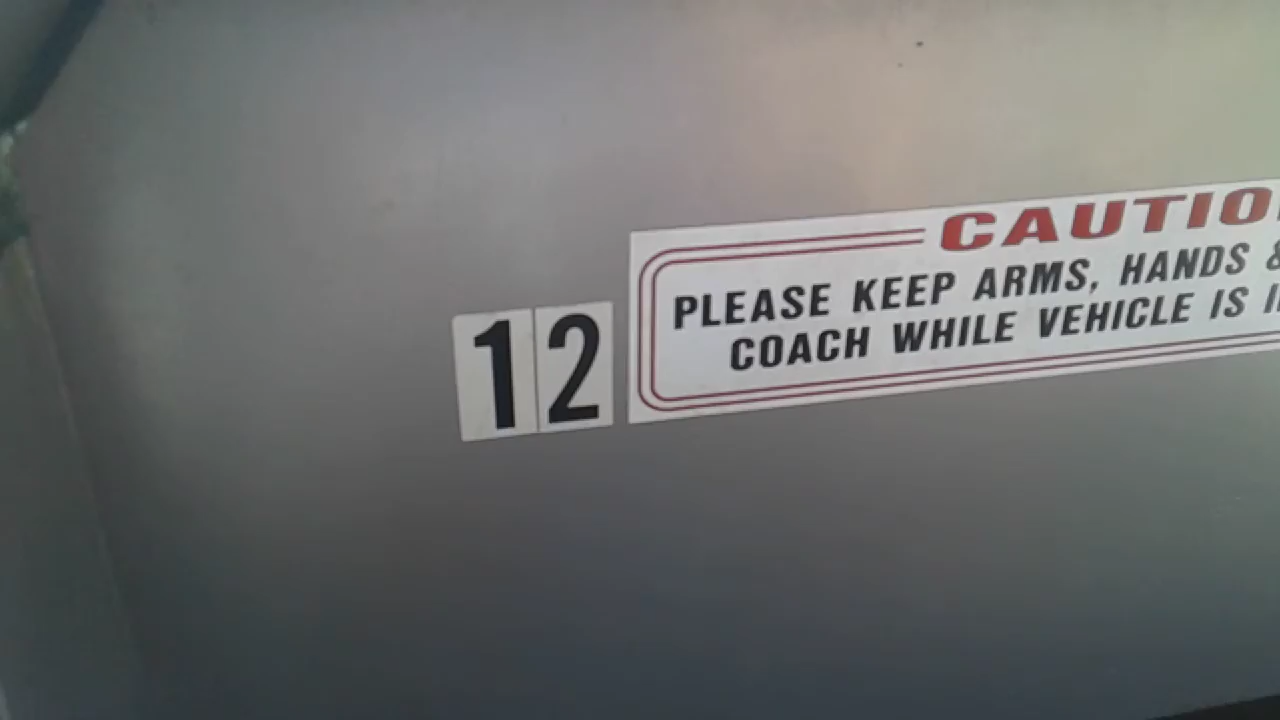 12
CAUTIO
PLEASE KEEP ARMS, HANDS &
COACH WHILE VEHICLE IS